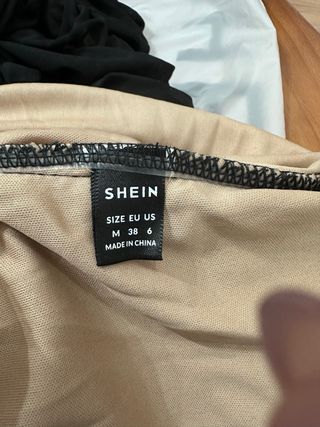 SHEIN
SIZE EU US
M 38 6
MADE IN CHINA